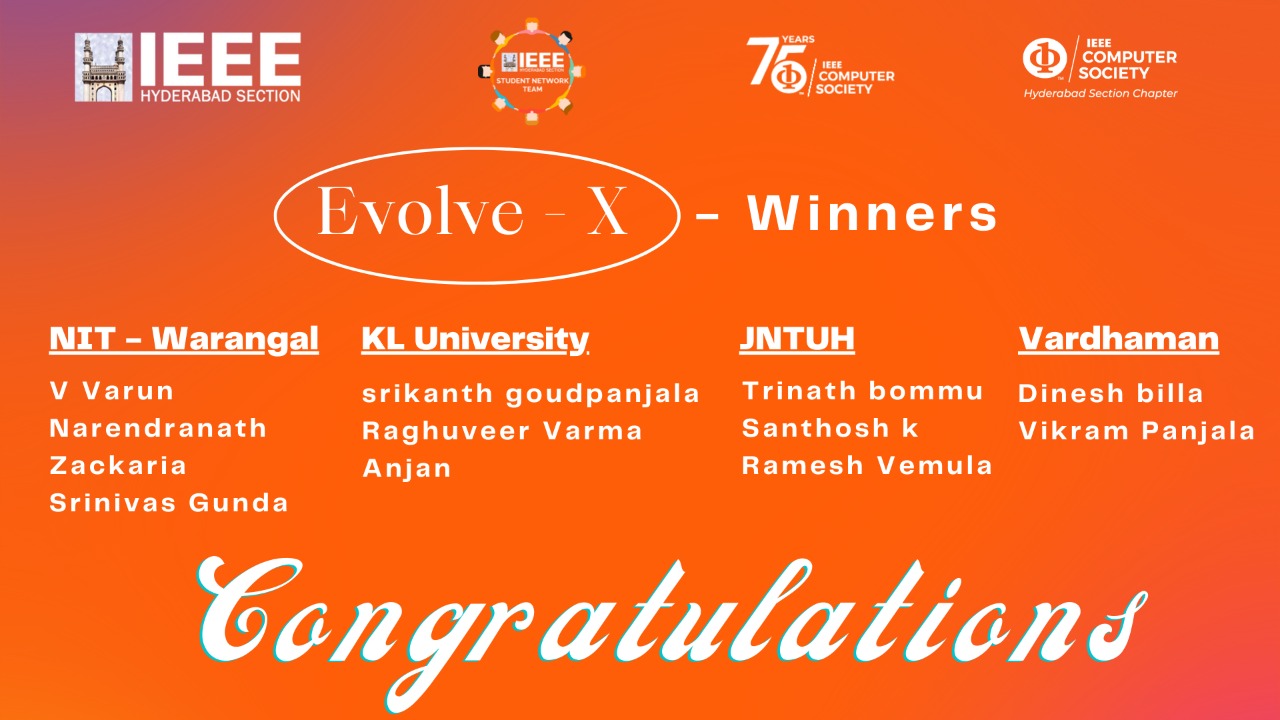 IEEE
HYDERABAD SECTION
IEEE
HYDERABAD SECTION
STUDENT NETWORK
TEAM
75 YEARS
IEEE
COMPUTER
SOCIETY
IEEE
COMPUTER
SOCIETY
Hyderabad Section Chapter
Evolve - X - Winners
NIT - Warangal
V Varun
Narendranath
Zackaria
Srinivas Gunda
KL University
srikanth goudpanjala
Raghuveer Varma
Anjan
JNTUH
Trinath bommu
Santhosh k
Ramesh Vemula
Vardhaman
Dinesh billa
Vikram Panjala
Congratulations